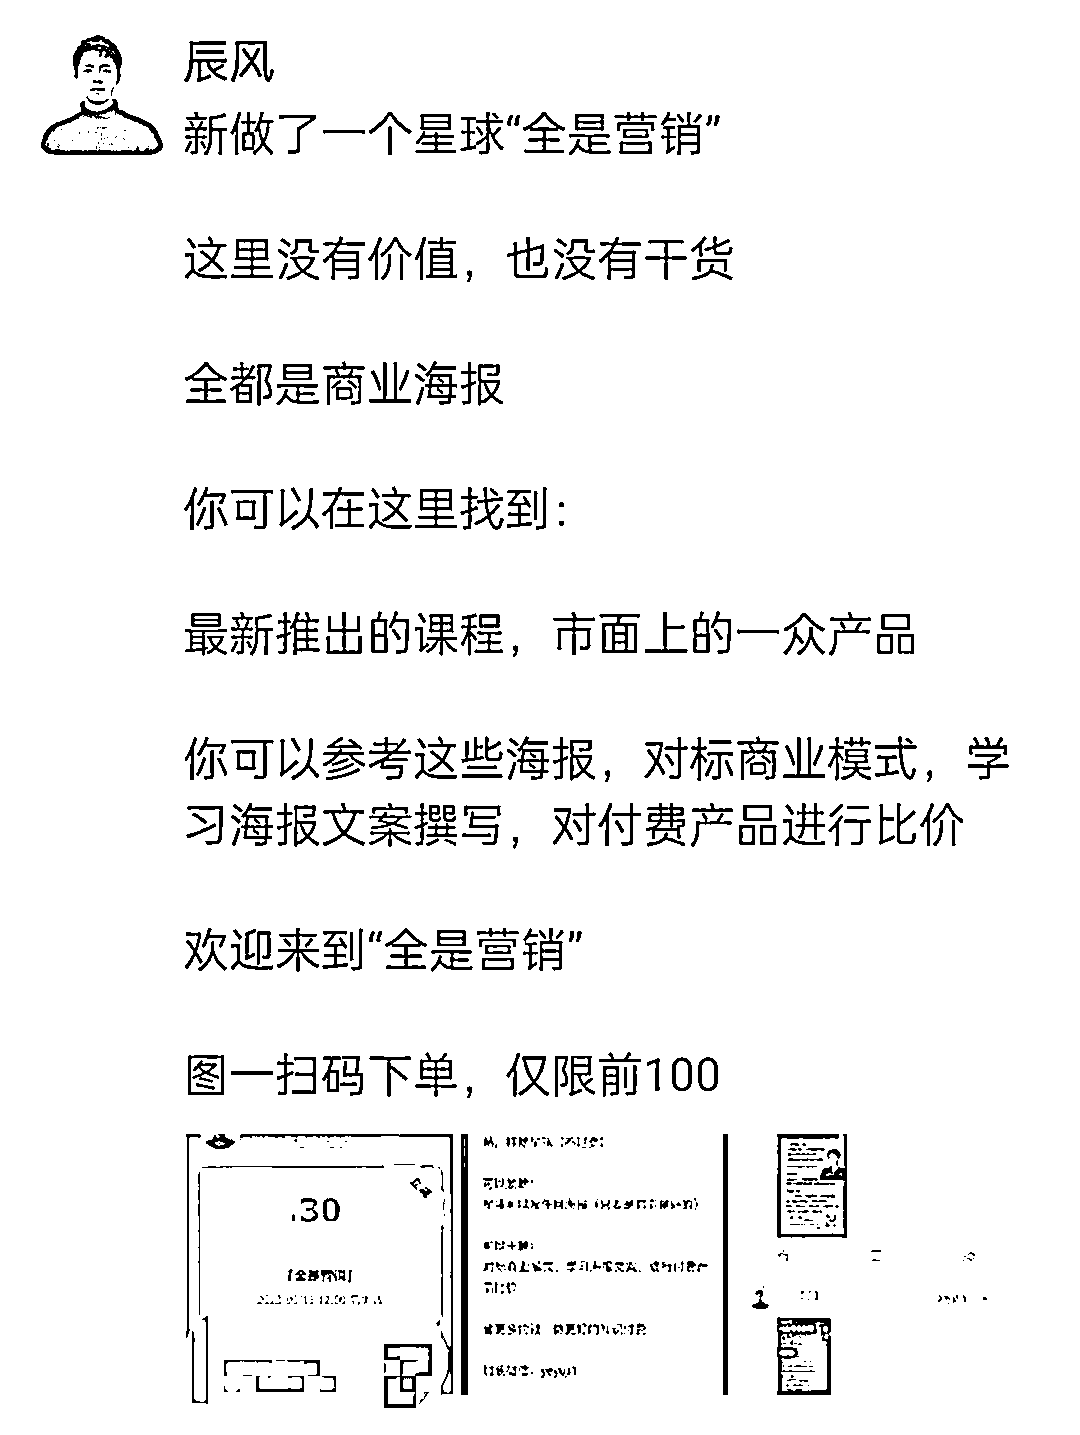 辰风
新做了一个星球“全是营销”
这里没有价值，也没有干货
全都是商业海报
你可以在这里找到：
最新推出的课程，市面上的一众产品
你可以参考这些海报，对标商业模式，学
习海报文案撰写，对付费产品进行比价
欢迎来到“全是营销”
图一扫码下单，仅限前100
.30